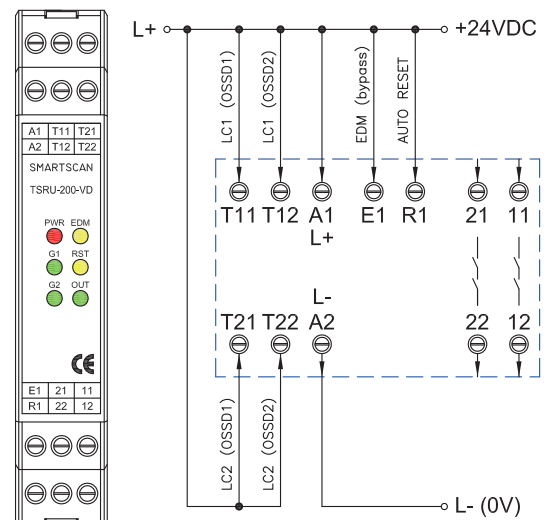 A1 T11 T21
A2 T12 T22
SMARTSCAN
TSRU-200-VD
PWR EDM
G1 RST
G2 OUT
CE
E1 21 11
R1 22 12
L+
+24VDC
LC1 (OSSD1)
LC1 (OSSD2)
EDM (bypass)
AUTO RESET
T11 T12 A1 E1 R1 21 11
L+
L-
T21 T22 A2 22 12
LC2 (OSSD1)
LC2 (OSSD2)
L- (0V)